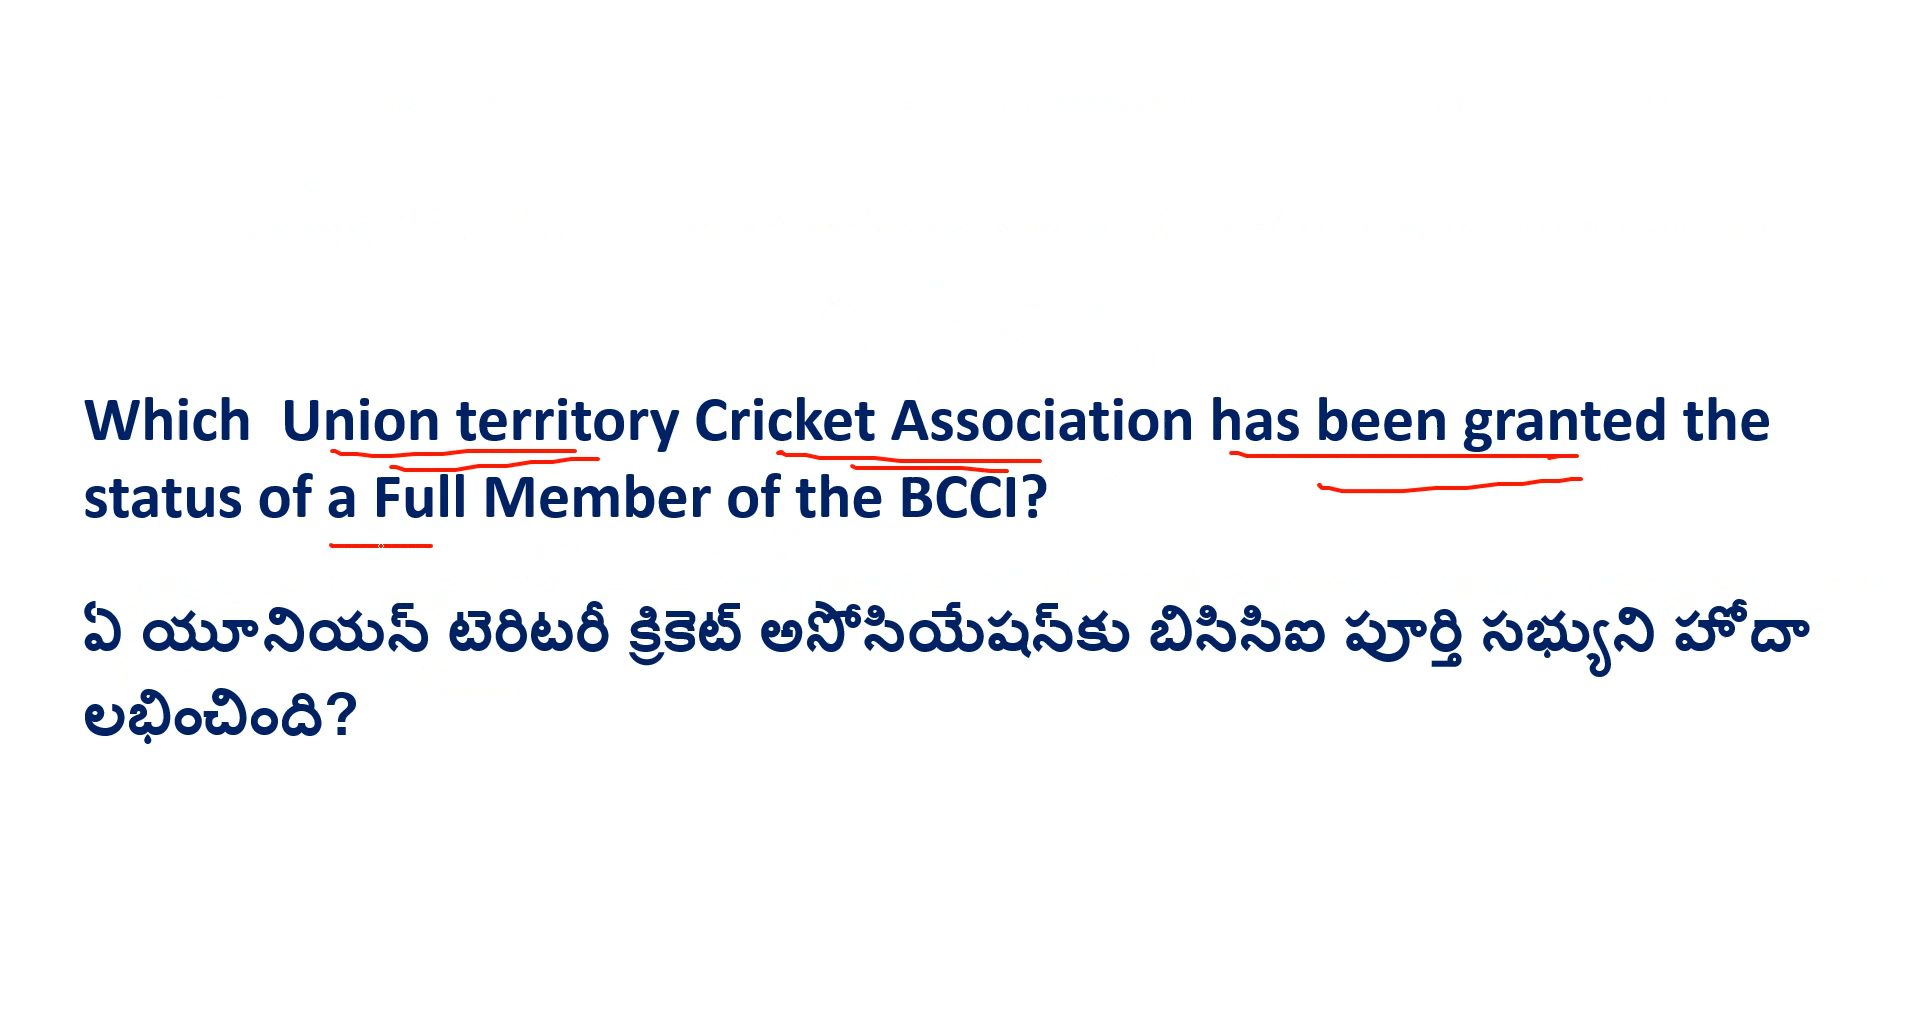 Which Union territory Cricket Association has been granted the
status of a Full Member of the BCCI?
ఏ యూనియన్ టెరిటరీ క్రికెట్ అసోసియేషన్‌కు బిసిసిఐ పూర్తి సభ్యుని హోదా
లభించింది?